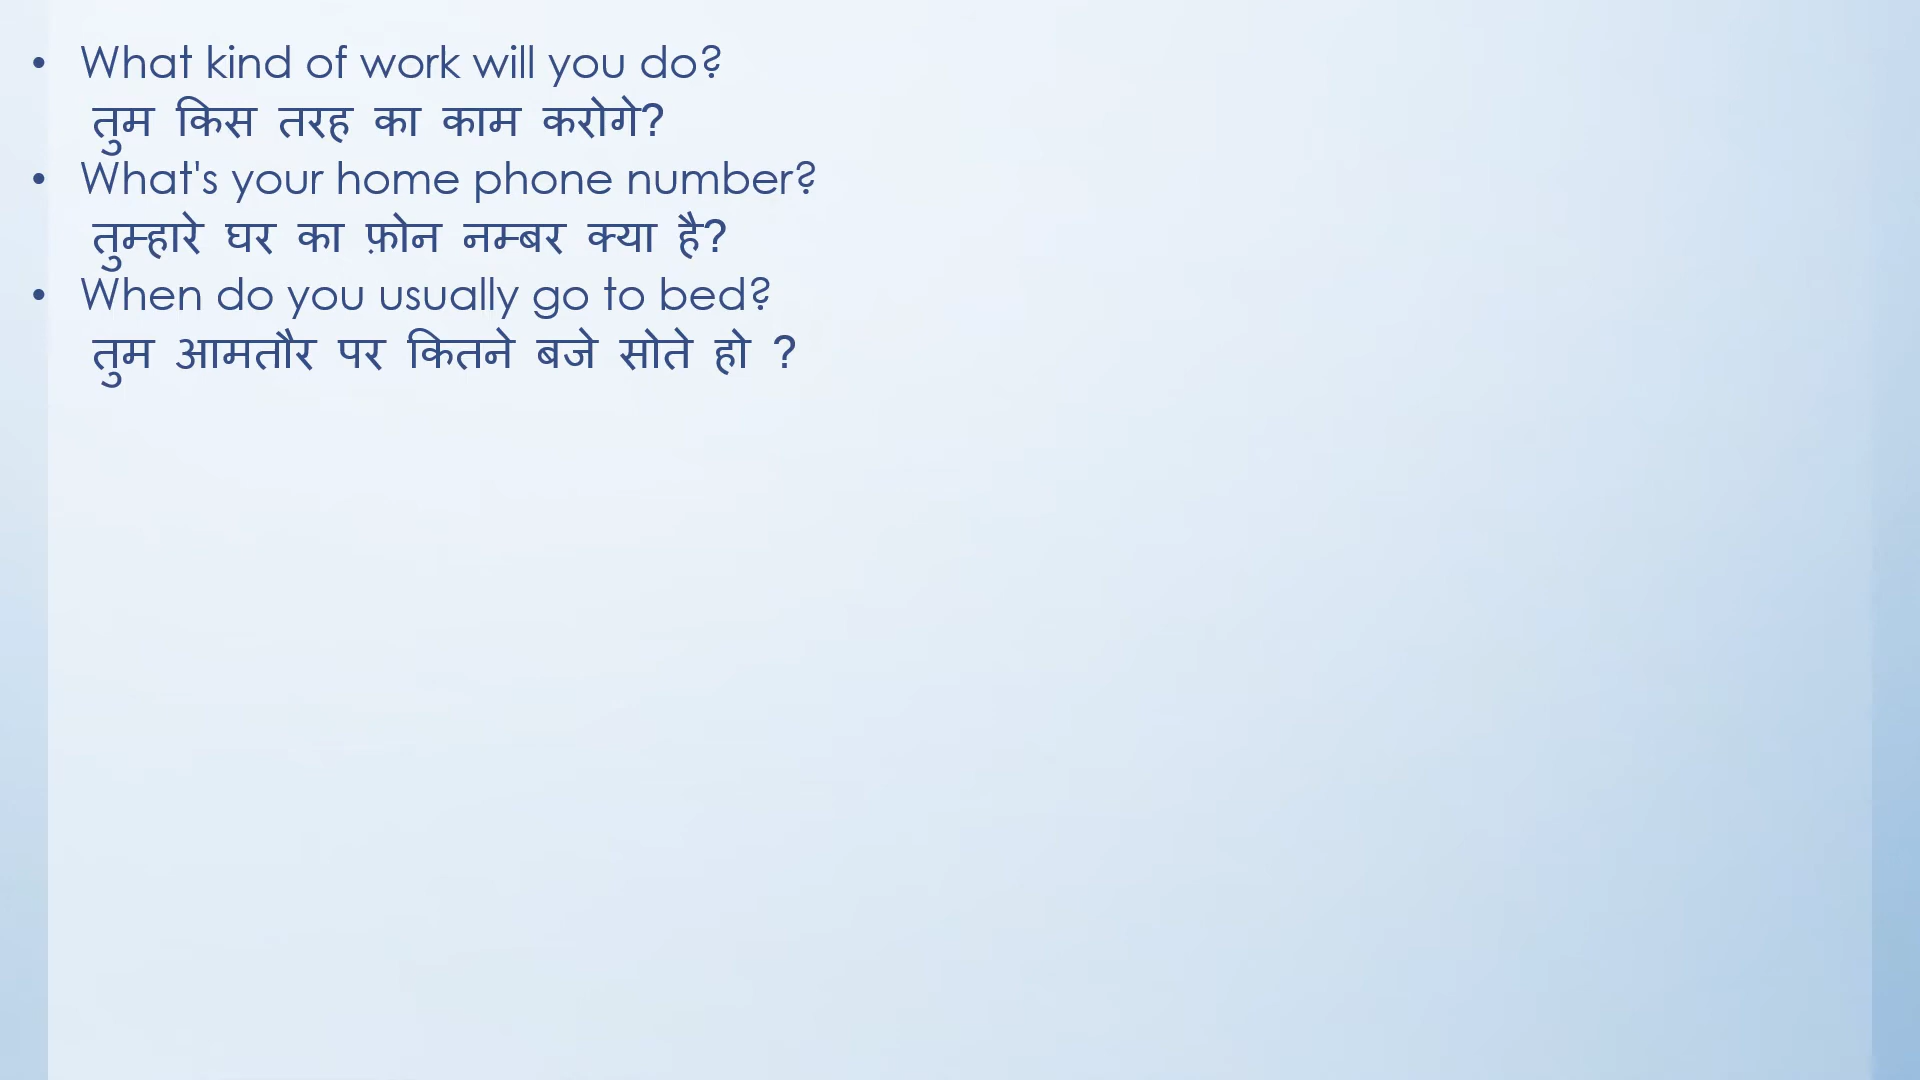 • What kind of work will you do?
तुम किस तरह का काम करोगे?
• What's your home phone number?
तुम्हारे घर का फ़ोन नम्बर क्या है?
• When do you usually go to bed?
तुम आमतौर पर कितने बजे सोते हो ?